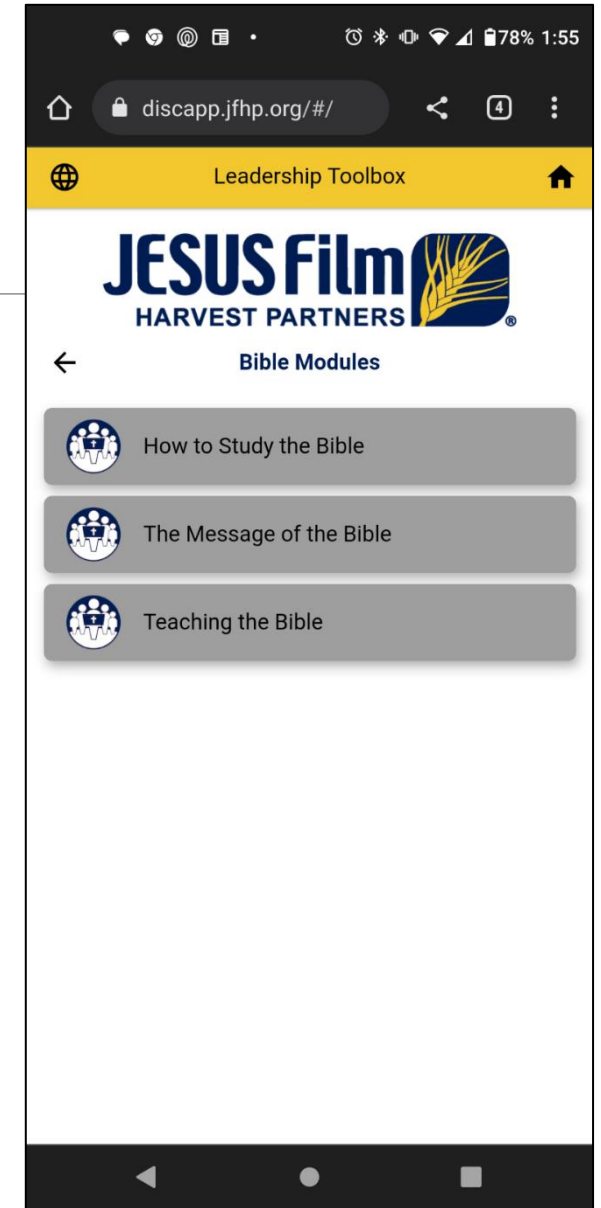 78% 1:55
discapp.jfhp.org/#/
4
Leadership Toolbox
JESUS Film
HARVEST PARTNERS®
Bible Modules
How to Study the Bible
The Message of the Bible
Teaching the Bible